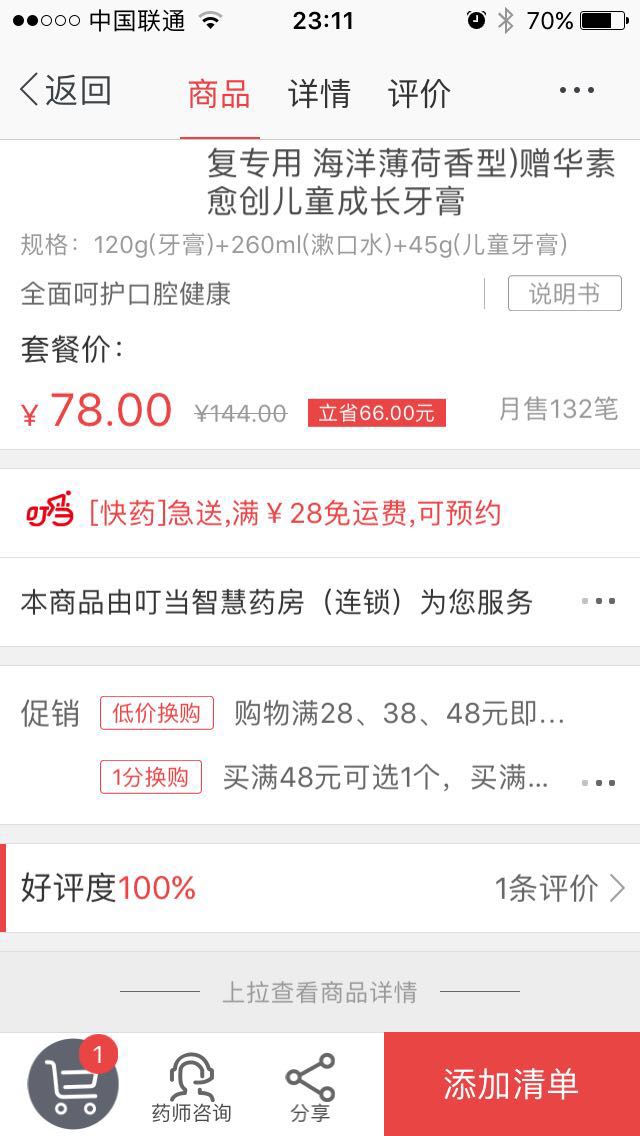 中国联通
23:11
70%
返回
商品
详情
评价
复专用 海洋薄荷香型)赠华素
愈创儿童成长牙膏
规格：120g(牙膏)+260ml(漱口水)+45g(儿童牙膏)
全面呵护口腔健康
说明书
套餐价：
¥ 78.00 ¥144.00 立省66.00元 月售132笔
叮当 [快药]急送,满￥28免运费,可预约
本商品由叮当智慧药房（连锁）为您服务
促销 低价换购 购物满28、38、48元即...
1分换购 买满48元可选1个，买满...
好评度100% 1条评价
上拉查看商品详情
1
药师咨询
分享
添加清单